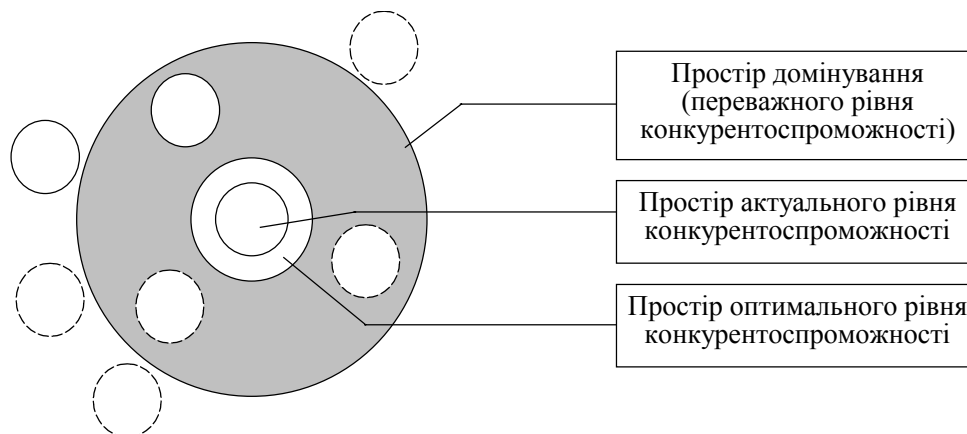 Простір домінування
(переважного рівня
конкурентоспроможності)
Простір актуального рівня
конкурентоспроможності
Простір оптимального рівня
конкурентоспроможності